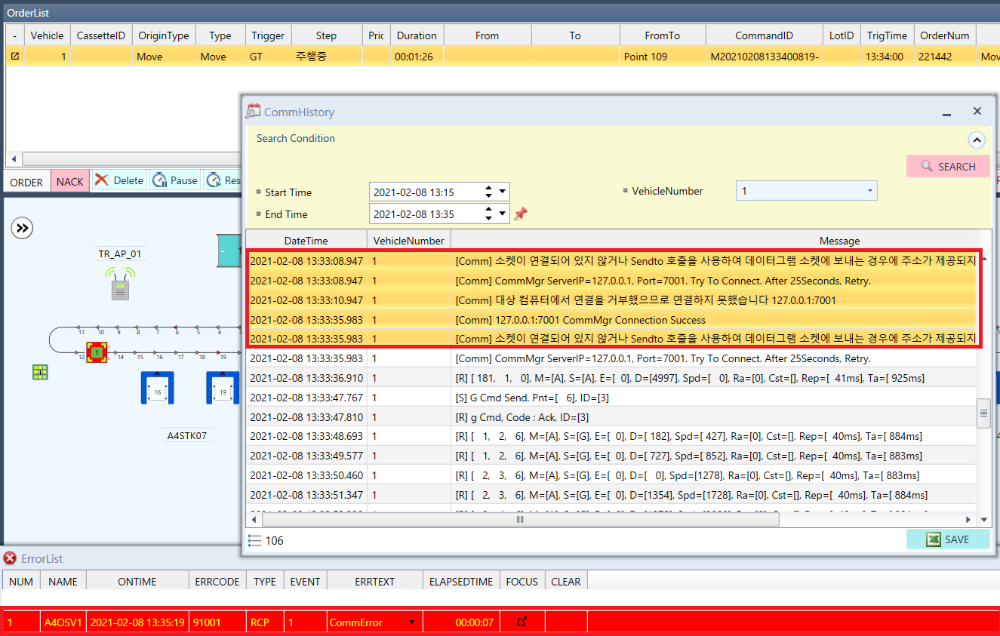 OrderList
- Vehicle CassetteID OriginType Type Trigger Step Pric Duration From To FromTo CommandID LotID TrigTime OrderNum
1 Move Move GT 주행중 00:01:26 Point 109 M20210208133400819- 13:34:00 221442 Mov
CommHistory
Search Condition
SEARCH
Start Time 2021-02-08 13:15 VehicleNumber 1
End Time 2021-02-08 13:35
ORDER NACK Delete Pause Res
DateTime VehicleNumber Message
2021-02-08 13:33:08.947 1 [Comm] 소켓이 연결되어 있지 않거나 Sendto 호출을 사용하여 데이터그램 소켓에 보내는 경우에 주소가 제공되지
2021-02-08 13:33:08.947 1 [Comm] CommMgr ServerIP=127.0.0.1, Port=7001. Try To Connect. After 25Seconds, Retry.
2021-02-08 13:33:10.947 1 [Comm] 대상 컴퓨터에서 연결을 거부했으므로 연결하지 못했습니다 127.0.0.1:7001
2021-02-08 13:33:35.983 1 [Comm] 127.0.0.1:7001 CommMgr Connection Success
2021-02-08 13:33:35.983 1 [Comm] 소켓이 연결되어 있지 않거나 Sendto 호출을 사용하여 데이터그램 소켓에 보내는 경우에 주소가 제공되지
2021-02-08 13:33:35.983 1 [Comm] CommMgr ServerIP=127.0.0.1, Port=7001. Try To Connect. After 25Seconds, Retry.
2021-02-08 13:33:36.910 1 [R] [ 181, 1, 0], M=[A], S=[A], E=[ 0], D=[4997], Spd=[ 0], Ra=[0], Cst=[], Rep=[ 41ms], Ta=[ 925ms]
2021-02-08 13:33:47.767 1 [S] G Cmd Send, Pnt=[ 6], ID=[3]
2021-02-08 13:33:47.810 1 [R] g Cmd, Code : Ack, ID=[3]
2021-02-08 13:33:48.693 1 [R] [ 1, 2, 6], M=[A], S=[G], E=[ 0], D=[ 182], Spd=[ 427], Ra=[0], Cst=[], Rep=[ 40ms], Ta=[ 884ms]
2021-02-08 13:33:49.577 1 [R] [ 1, 2, 6], M=[A], S=[G], E=[ 0], D=[ 727], Spd=[ 852], Ra=[0], Cst=[], Rep=[ 40ms], Ta=[ 883ms]
2021-02-08 13:33:50.460 1 [R] [ 2, 3, 6], M=[A], S=[G], E=[ 0], D=[ 0], Spd=[1278], Ra=[0], Cst=[], Rep=[ 40ms], Ta=[ 883ms]
2021-02-08 13:33:51.347 1 [R] [ 2, 3, 6], M=[A], S=[G], E=[ 0], D=[1354], Spd=[1728], Ra=[0], Cst=[], Rep=[ 40ms], Ta=[ 884ms]
106 SAVE
TR_AP_01
11 10 9 8 7 6 5 4
12 1 14 15 16 17 18 19
16 19
A4STK07
ErrorList
NUM NAME ONTIME ERRCODE TYPE EVENT ERRTEXT ELAPSEDTIME FOCUS CLEAR
1 A4OSV1 2021-02-08 13:35:19 91001 RCP 1 CommError 00:00:07